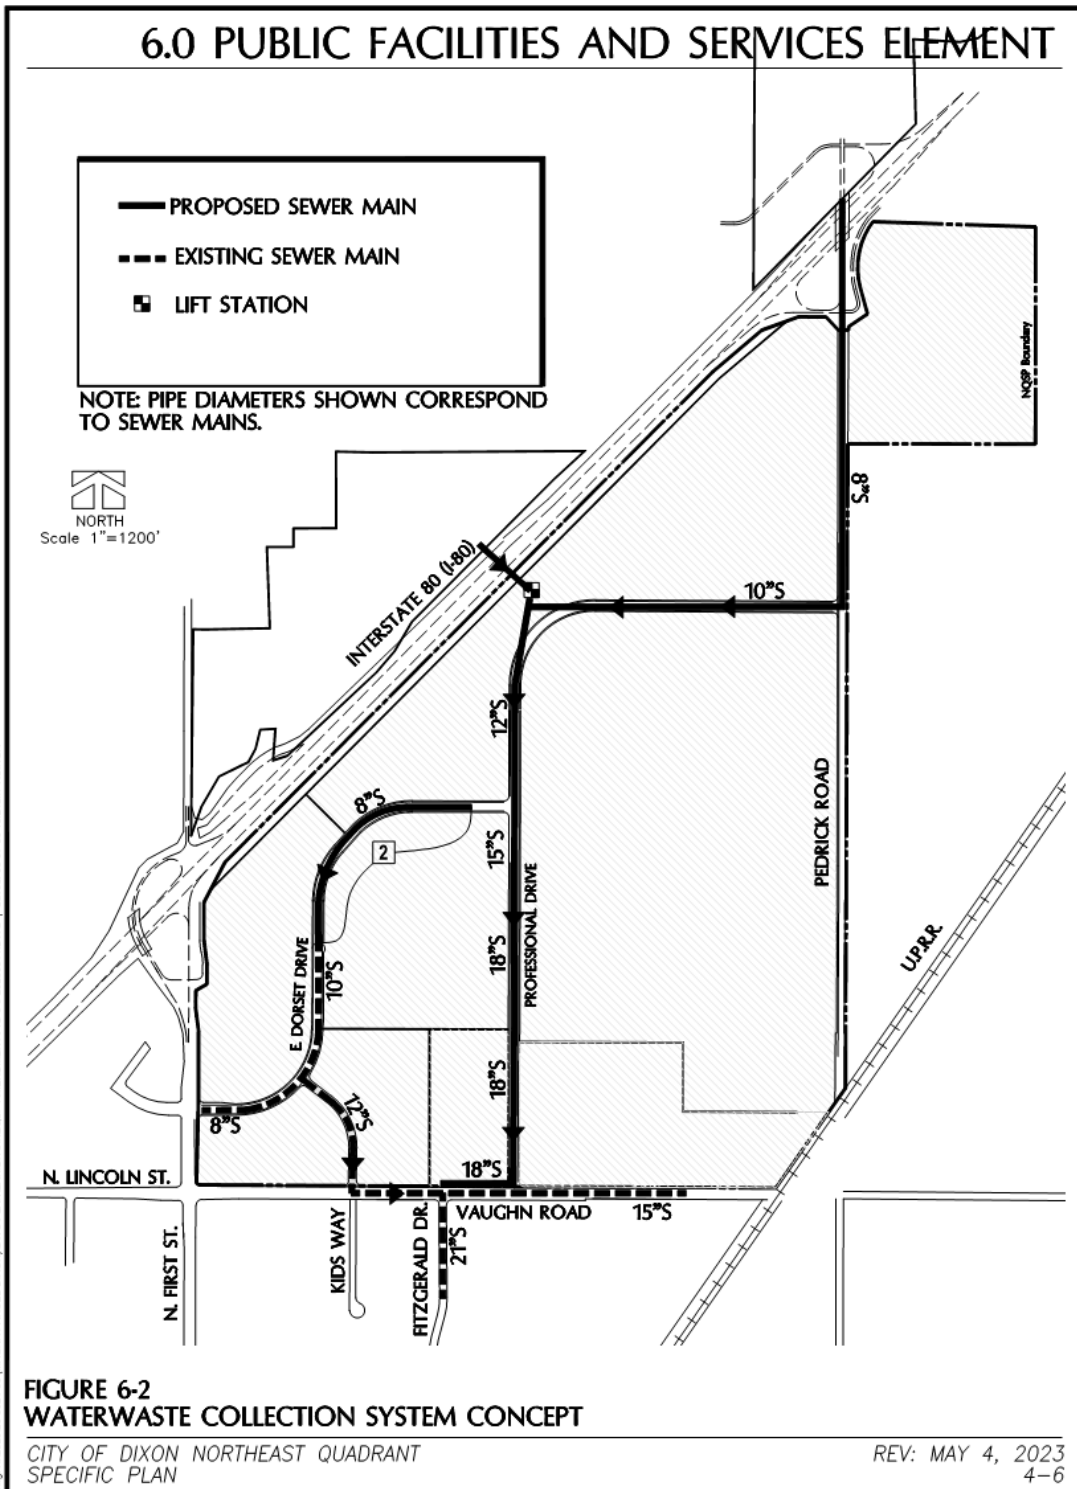 6.0 PUBLIC FACILITIES AND SERVICES ELEMENT
PROPOSED SEWER MAIN
EXISTING SEWER MAIN
LIFT STATION
NOTE: PIPE DIAMETERS SHOWN CORRESPOND
TO SEWER MAINS.
NORTH
Scale 1"=1200'
NQSP Boundary
8"S
INTERSTATE 80 (I-80)
10"S
12"S
8"S
2
15"S
PROFESSIONAL DRIVE
PEDRICK ROAD
U.P.R.R.
18"S
E. DORSET DRIVE
10"S
18"S
12"S
8"S
N. LINCOLN ST.
18"S
VAUGHN ROAD
15"S
N. FIRST ST.
KIDS WAY
FITZGERALD DR.
21"S
FIGURE 6-2
WATERWASTE COLLECTION SYSTEM CONCEPT
CITY OF DIXON NORTHEAST QUADRANT
SPECIFIC PLAN
REV: MAY 4, 2023
4-6